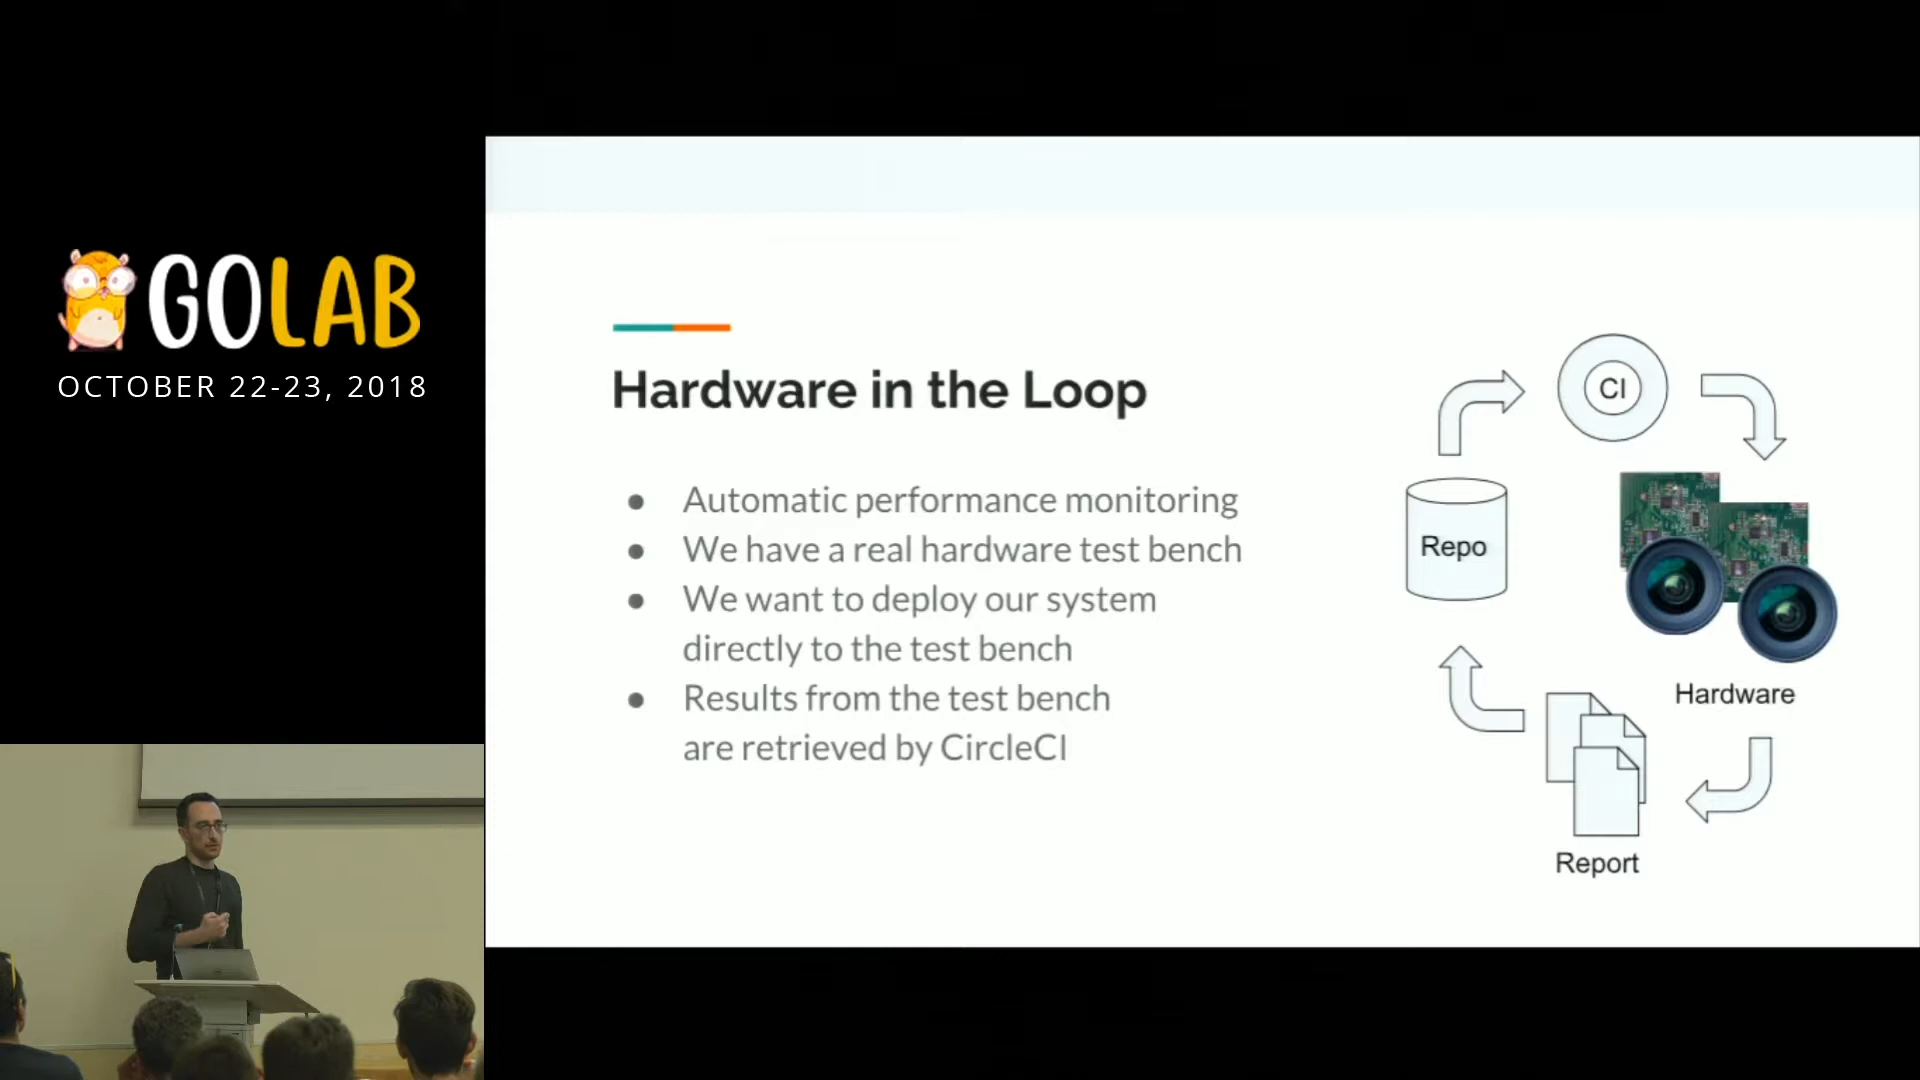 GOLAB
OCTOBER 22-23, 2018
Hardware in the Loop
Automatic performance monitoring
We have a real hardware test bench
We want to deploy our system
directly to the test bench
Results from the test bench
are retrieved by CircleCI
CI
Repo
Hardware
Report